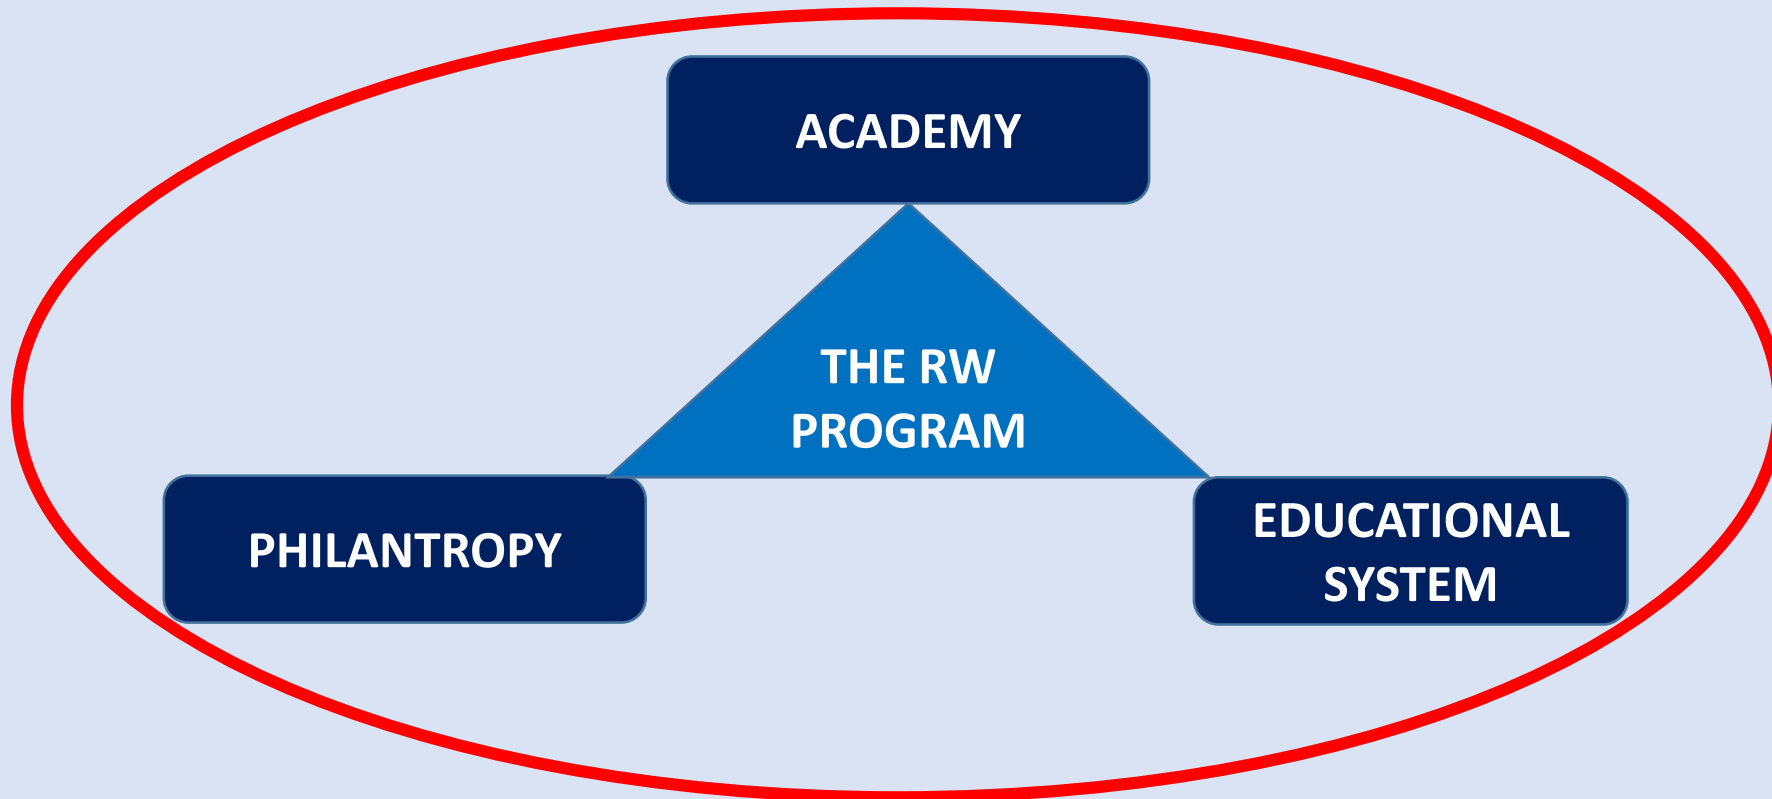 ACADEMY
THE RW
PROGRAM
PHILANTROPY
EDUCATIONAL
SYSTEM